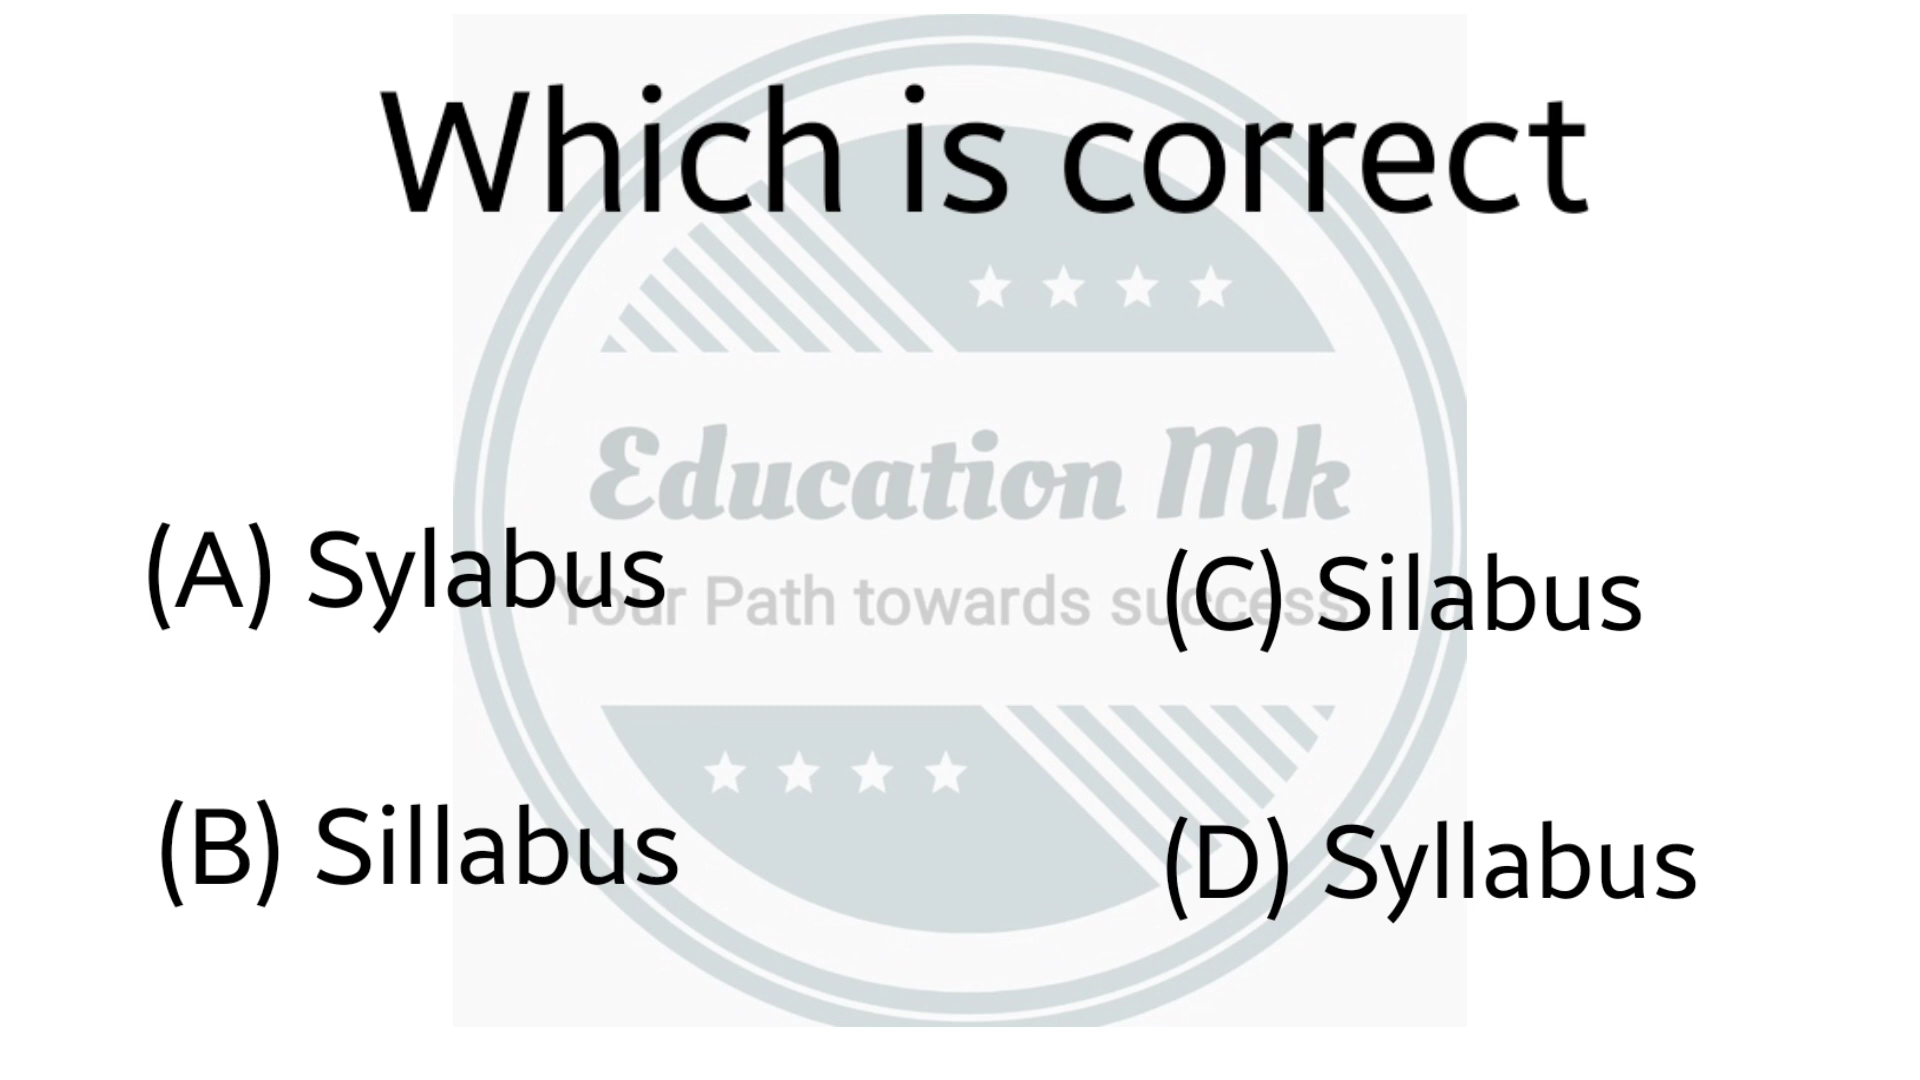 Which is correct
Education Mk
Your Path towards success
(A) Sylabus
(C) Silabus
(B) Sillabus
(D) Syllabus